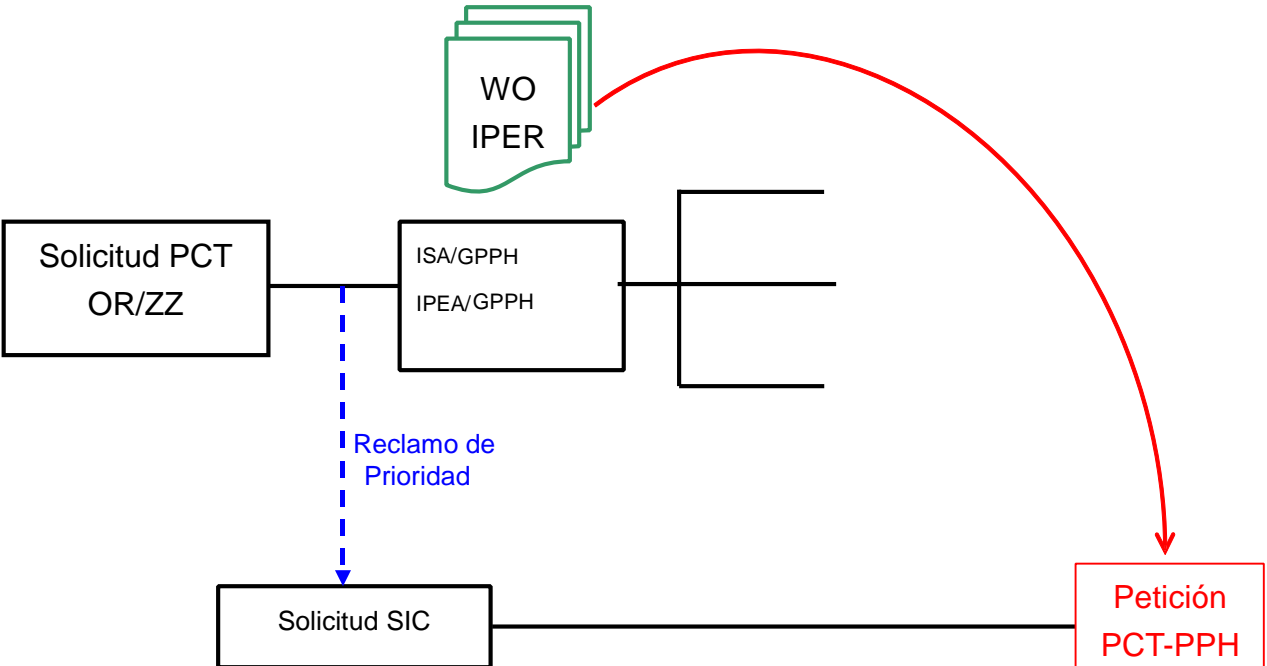 WO
IPER
Solicitud PCT
OR/ZZ
ISA/GPPH
IPEA/GPPH
Reclamo de
Prioridad
Solicitud SIC
Petición
PCT-PPH